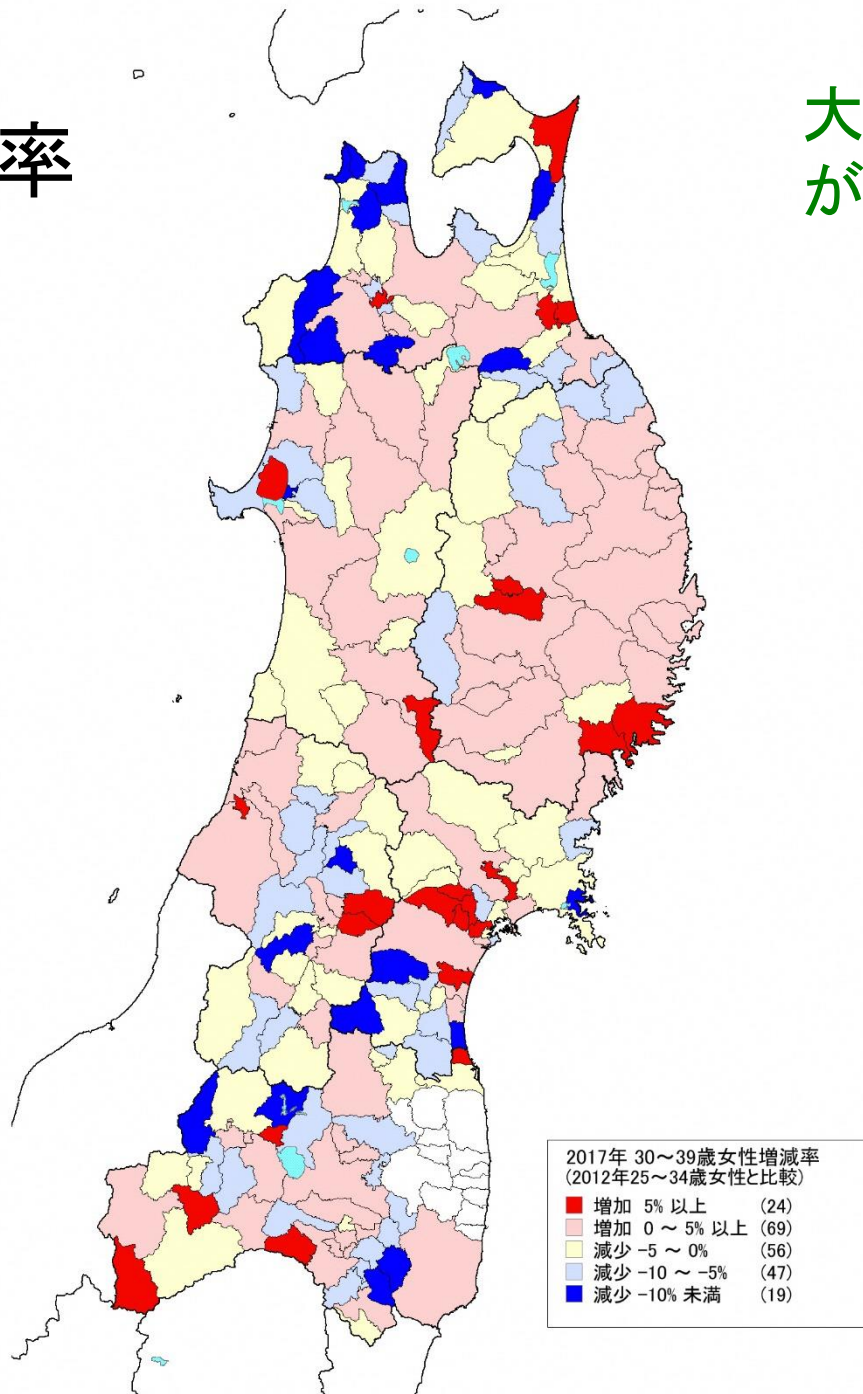 率
大
が
2017年 30～39歳女性増減率
(2012年25～34歳女性と比較)
増加 5% 以上 (24)
増加 0 ～ 5% 以上 (69)
減少 -5 ～ 0% (56)
減少 -10 ～ -5% (47)
減少 -10% 未満 (19)